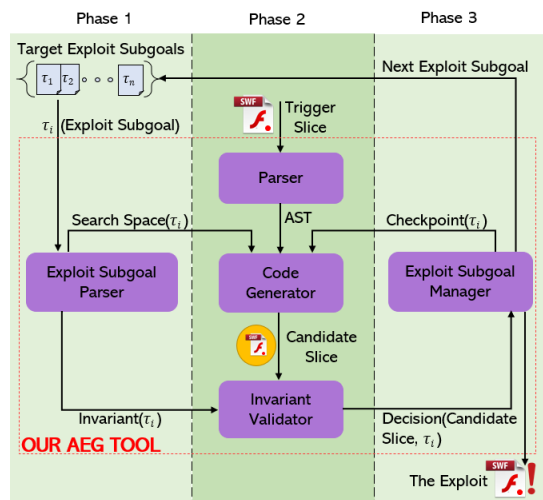 Phase 1
Phase 2
Phase 3
Target Exploit Subgoals
{ τ₁ τ₂ ∘ ∘ ∘ τₙ }
Next Exploit Subgoal
τᵢ (Exploit Subgoal)
SWF
Trigger
Slice
Parser
Search Space(τᵢ)
AST
Checkpoint(τᵢ)
Exploit Subgoal
Parser
Code
Generator
Exploit Subgoal
Manager
SWF
Candidate
Slice
Invariant
Validator
Invariant(τᵢ)
Decision(Candidate
Slice, τᵢ)
OUR AEG TOOL
The Exploit
SWF
!